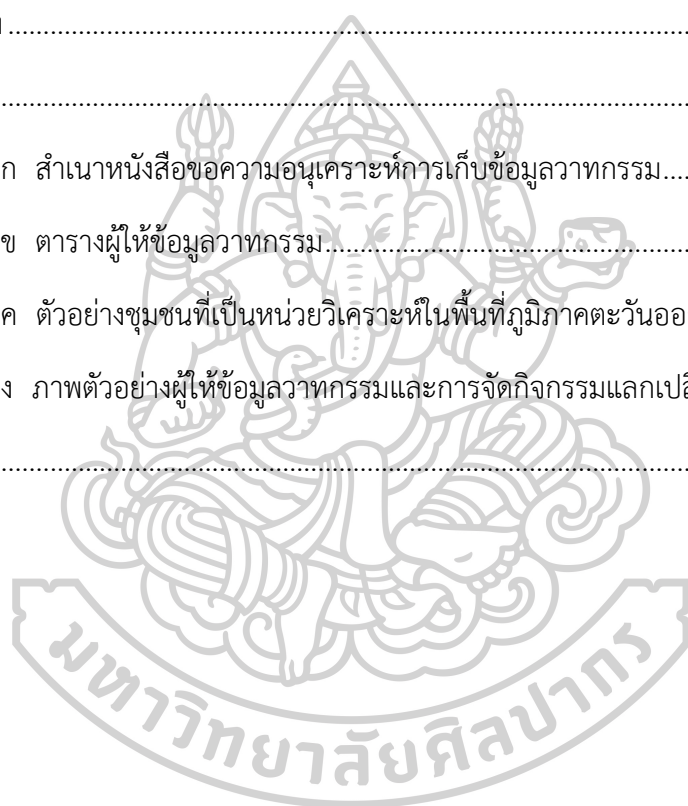 ...............................................................................................
...............................................................................................
ก สำเนาหนังสือขอความอนุเคราะห์การเก็บข้อมูลวาทกรรม.....
ข ตารางผู้ให้ข้อมูลวาทกรรม....................................................
ค ตัวอย่างชุมชนที่เป็นหน่วยวิเคราะห์ในพื้นที่ภูมิภาคตะวันออ
ง ภาพตัวอย่างผู้ให้ข้อมูลวาทกรรมและการจัดกิจกรรมแลกเปลี
...............................................................................................
มหาวิทยาลัยศิลปากร